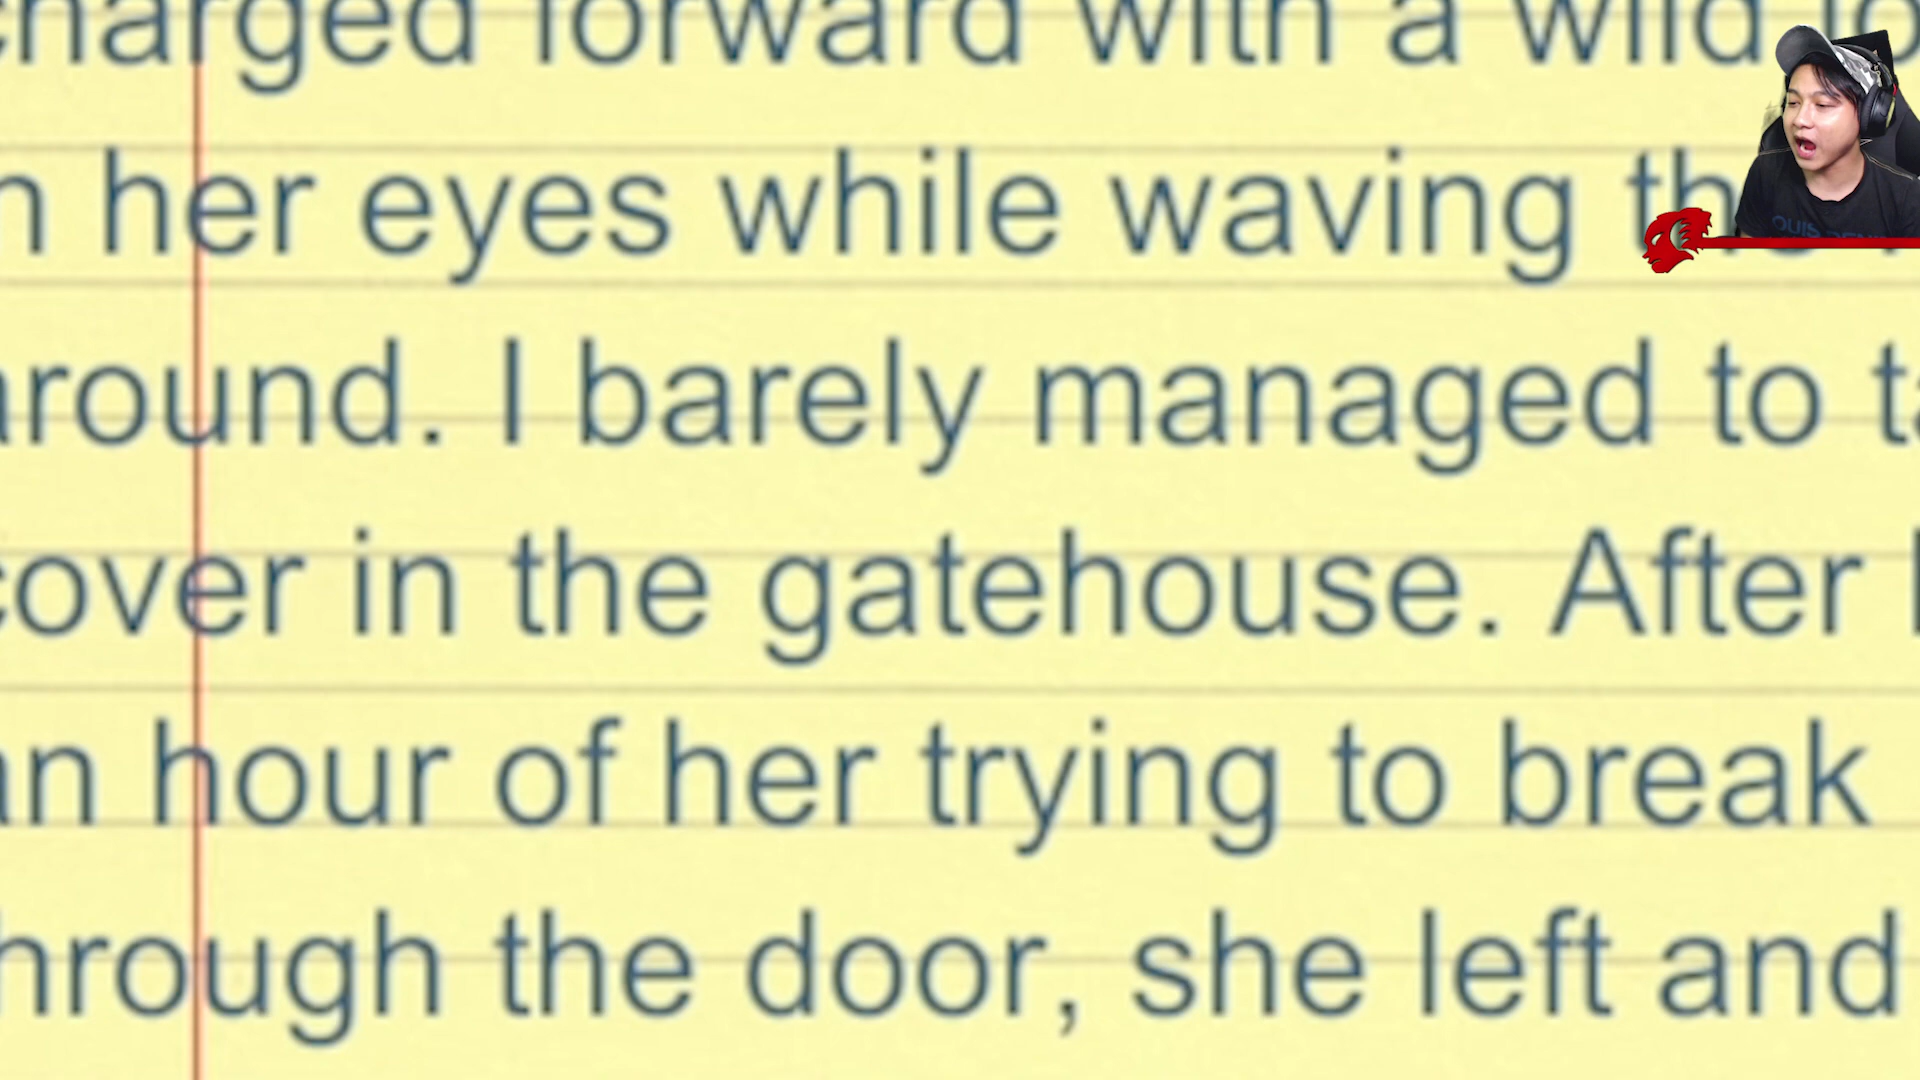 charged forward with a wild
her eyes while waving
around. I barely managed to
cover in the gatehouse. After
an hour of her trying to break
through the door, she left and